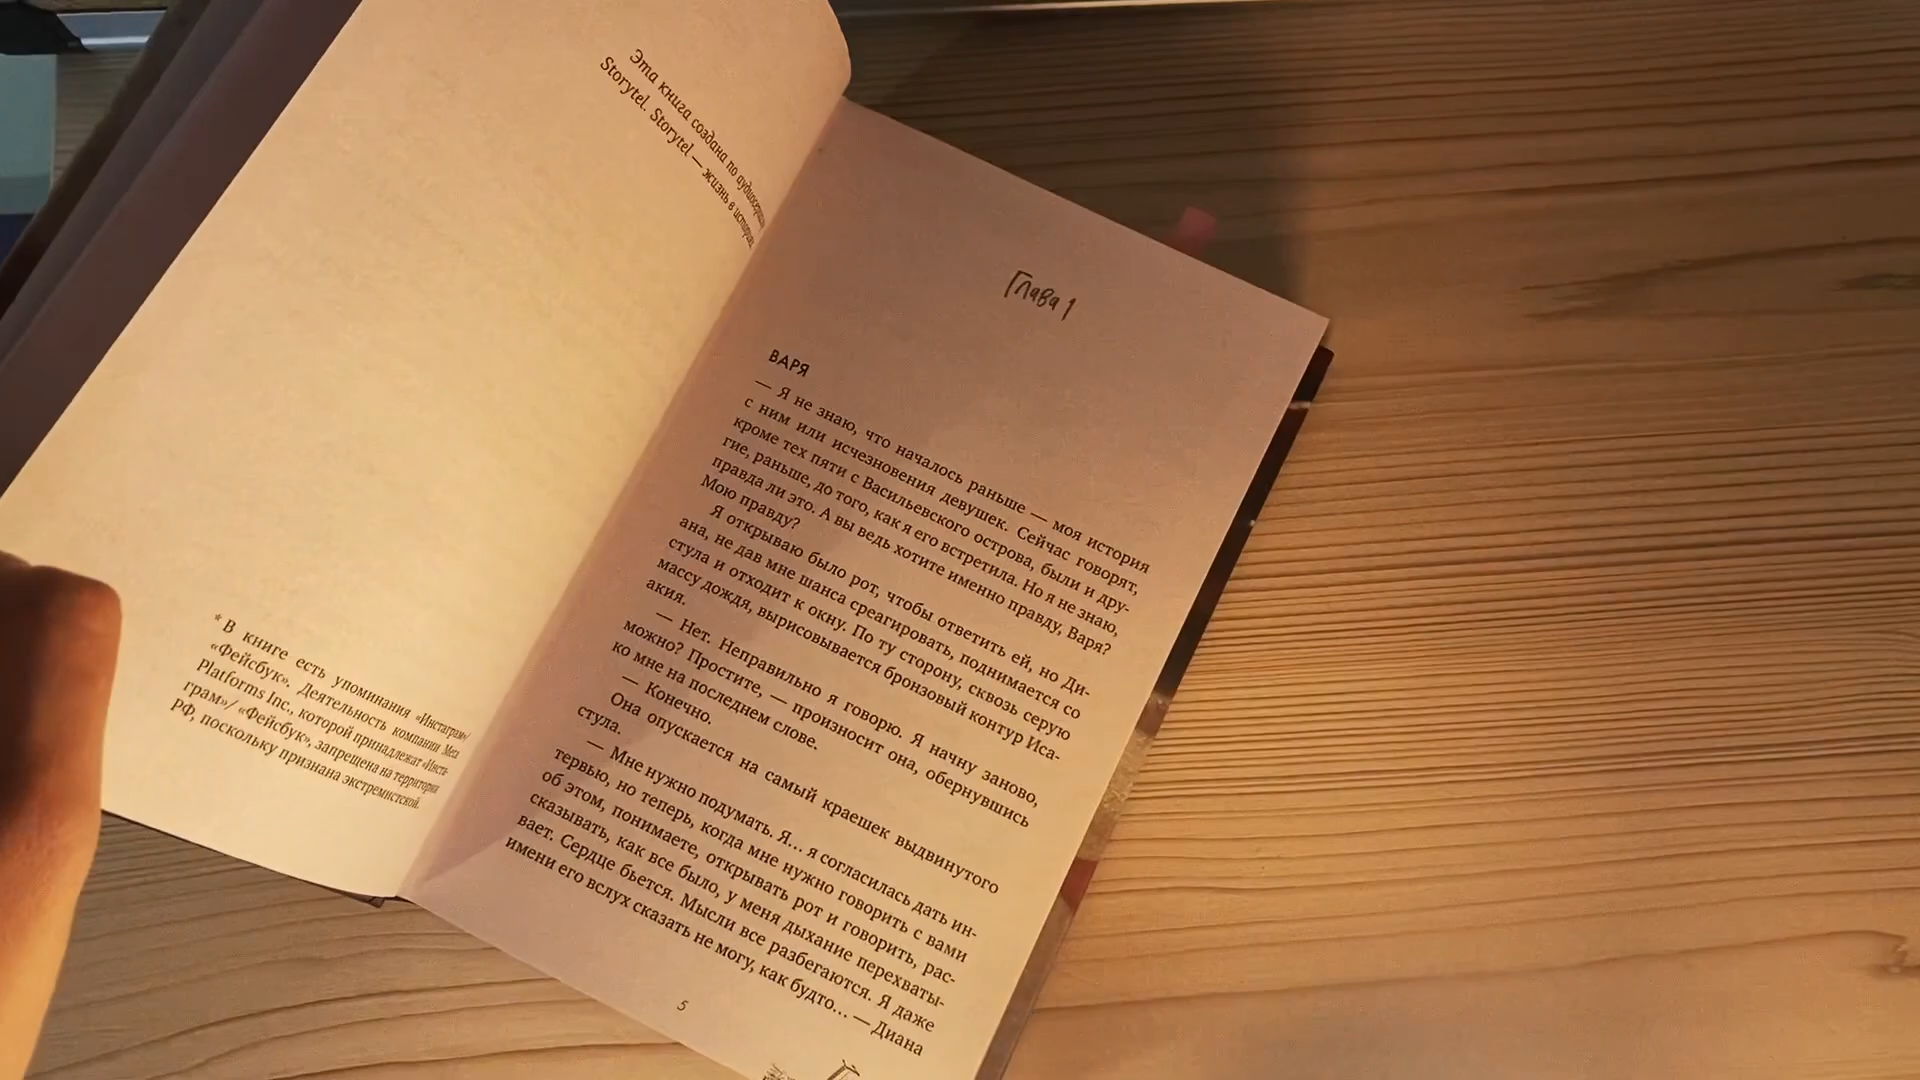 Эта книга создана по аудиосериалу
Storytel. Storytel — жизнь в историях
* В книге есть упоминания «Инстаграм»/
«Фейсбук». Деятельность компании Meta
Platforms Inc., которой принадлежат «Инста-
грам»/ «Фейсбук», запрещена на территории
РФ, поскольку признана экстремистской.
Глава 1
ВАРЯ
— Я не знаю, что началось раньше — моя история
с ним или исчезновения девушек. Сейчас говорят,
кроме тех пяти с Васильевского острова, были и дру-
гие, раньше, до того, как я его встретила. Но я не знаю,
правда ли это. А вы ведь хотите именно правду, Варя?
Мою правду?
Я открываю было рот, чтобы ответить ей, но Ди-
ана, не дав мне шанса среагировать, поднимается со
стула и отходит к окну. По ту сторону, сквозь серую
массу дождя, вырисовывается бронзовый контур Иса-
акия.
— Нет. Неправильно я говорю. Я начну заново,
можно? Простите, — произносит она, обернувшись
ко мне на последнем слове.
— Конечно.
Она опускается на самый краешек выдвинутого
стула.
— Мне нужно подумать. Я... я согласилась дать ин-
тервью, но теперь, когда мне нужно говорить с вами
об этом, понимаете, открывать рот и говорить, рас-
сказывать, как все было, у меня дыхание перехваты-
вает. Сердце бьется. Мысли все разбегаются. Я даже
имени его вслух сказать не могу, как будто... — Диана
5